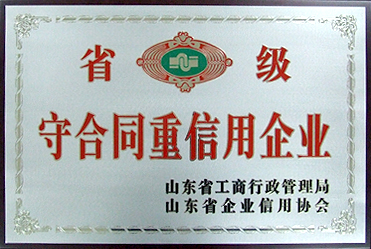 省 级
守合同重信用企业
山东省工商行政管理局
山东省企业信用协会